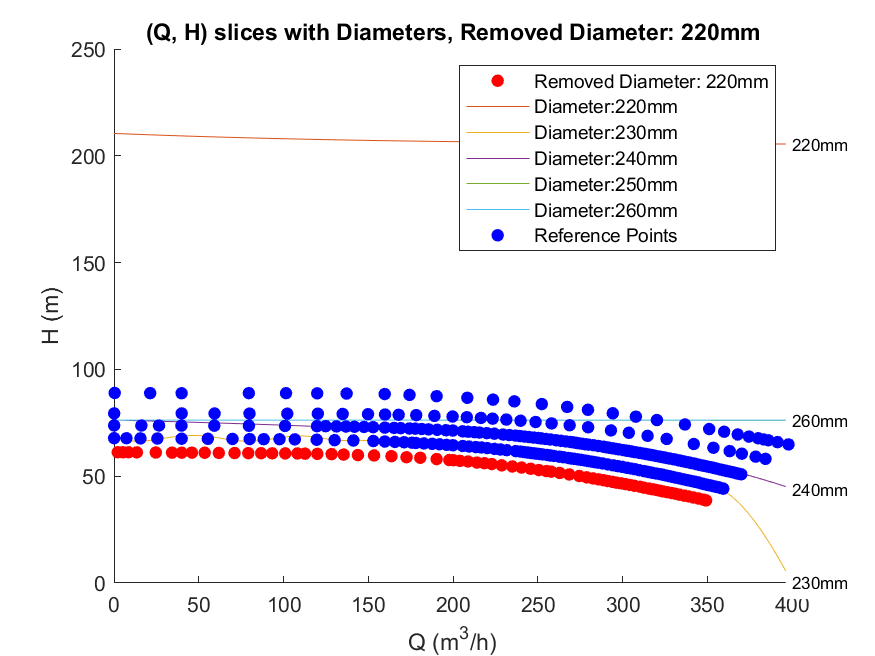 (Q, H) slices with Diameters, Removed Diameter: 220mm
250
200
150
100
50
0
H (m)
Removed Diameter: 220mm
Diameter:220mm
Diameter:230mm
Diameter:240mm
Diameter:250mm
Diameter:260mm
Reference Points
220mm
260mm
240mm
230mm
0 50 100 150 200 250 300 350 400
Q (m³/h)